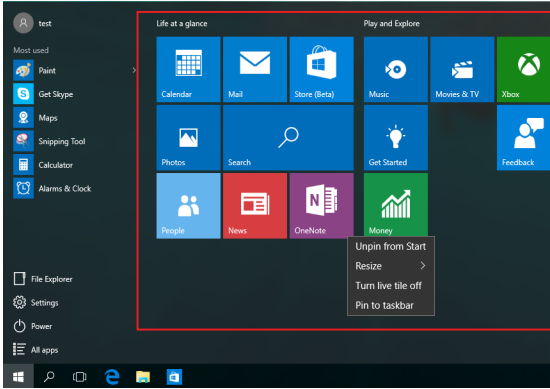 test
Most used
Paint
Get Skype
Maps
Snipping Tool
Calculator
Alarms & Clock
File Explorer
Settings
Power
All apps
Life at a glance
Play and Explore
Calendar
Mail
Store (Beta)
Music
Movies & TV
Xbox
Photos
Search
Get Started
Feedback
People
News
OneNote
Money
Unpin from Start
Resize
Turn live tile off
Pin to taskbar